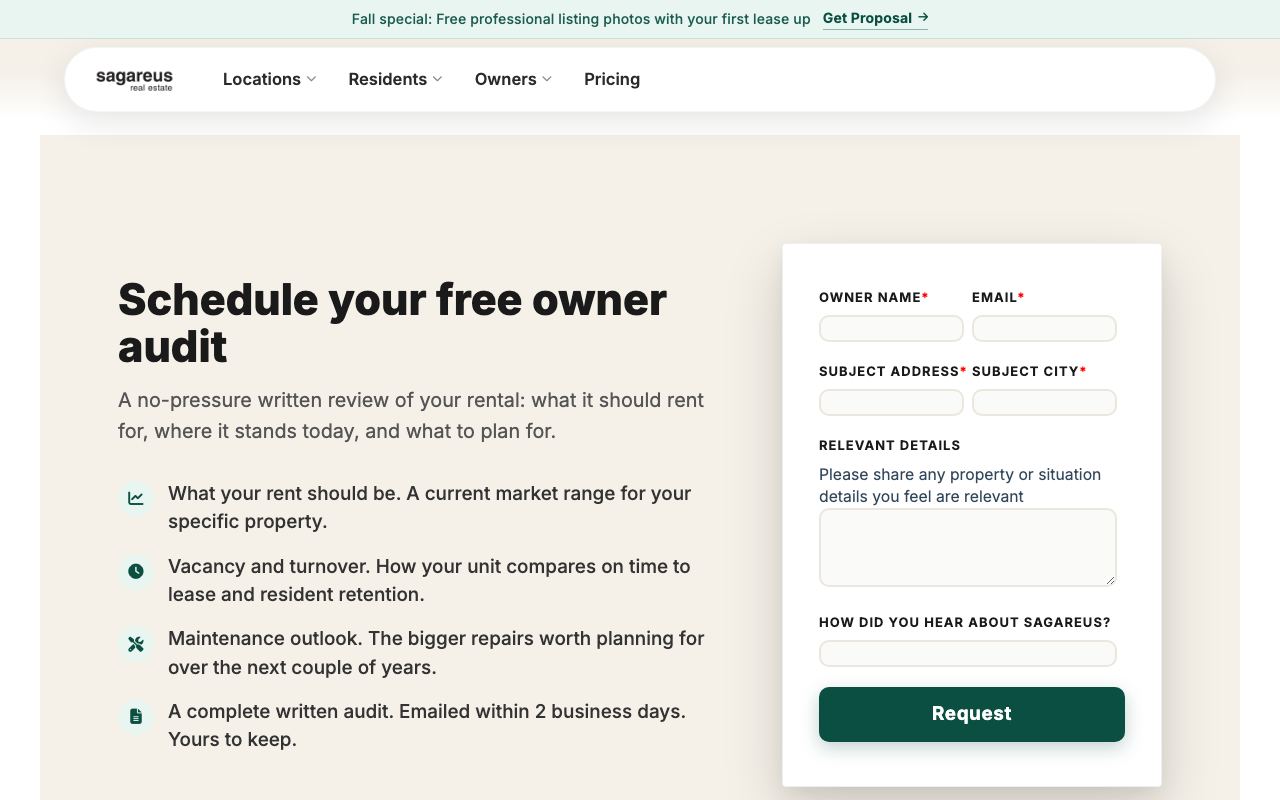 Fall special: Free professional listing photos with your first lease up Get Proposal →
sagareus
real estate
Locations
Residents
Owners
Pricing
Schedule your free owner
audit
A no-pressure written review of your rental: what it should rent
for, where it stands today, and what to plan for.
What your rent should be. A current market range for your
specific property.
Vacancy and turnover. How your unit compares on time to
lease and resident retention.
Maintenance outlook. The bigger repairs worth planning for
over the next couple of years.
A complete written audit. Emailed within 2 business days.
Yours to keep.
OWNER NAME* EMAIL*
SUBJECT ADDRESS* SUBJECT CITY*
RELEVANT DETAILS
Please share any property or situation
details you feel are relevant
HOW DID YOU HEAR ABOUT SAGAREUS?
Request